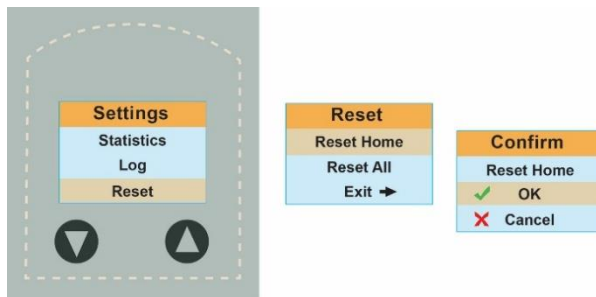 Settings
Statistics
Log
Reset
Reset
Reset Home
Reset All
Exit
Confirm
Reset Home
OK
Cancel